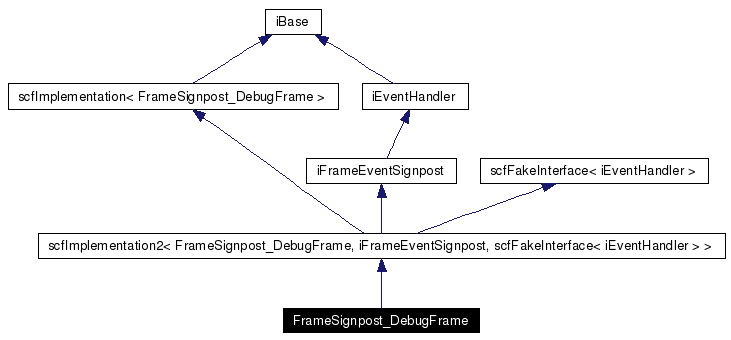 iBase
scfImplementation< FrameSignpost_DebugFrame >
iEventHandler
iFrameEventSignpost
scfFakeInterface< iEventHandler >
scfImplementation2< FrameSignpost_DebugFrame, iFrameEventSignpost, scfFakeInterface< iEventHandler > >
FrameSignpost_DebugFrame